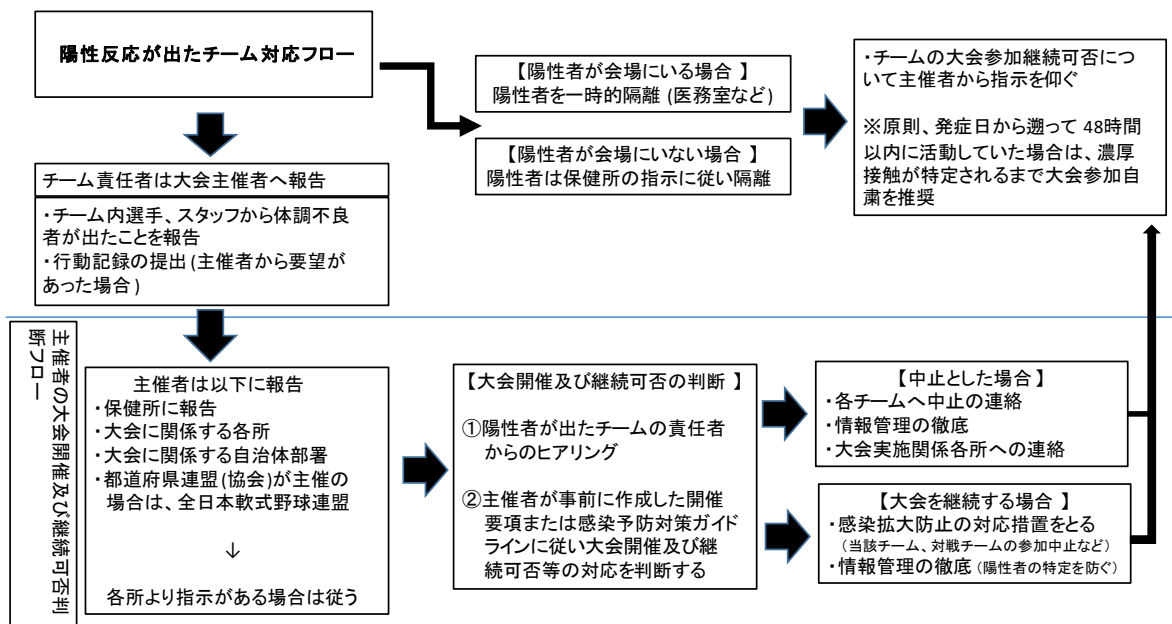 陽性反応が出たチーム対応フロー
【陽性者が会場にいる場合 】
陽性者を一時的隔離 (医務室など)
【陽性者が会場にいない場合 】
陽性者は保健所の指示に従い隔離
・チームの大会参加継続可否につ
いて主催者から指示を仰ぐ
※原則、発症日から遡って 48時間
以内に活動していた場合は、濃厚
接触が特定されるまで大会参加自
粛を推奨
チーム責任者は大会主催者へ報告
・チーム内選手、スタッフから体調不良
者が出たことを報告
・行動記録の提出 (主催者から要望が
あった場合 )
主催者の大会開催及び継続可否判
断フロー
主催者は以下に報告
・保健所に報告
・大会に関係する各所
・大会に関係する自治体部署
・都道府県連盟(協会)が主催の
場合は、全日本軟式野球連盟
↓
各所より指示がある場合は従う
【大会開催及び継続可否の判断 】
①陽性者が出たチームの責任者
からのヒアリング
②主催者が事前に作成した開催
要項または感染予防対策ガイド
ラインに従い大会開催及び継
続可否等の対応を判断する
【中止とした場合 】
・各チームへ中止の連絡
・情報管理の徹底
・大会実施関係各所への連絡
【大会を継続する場合 】
・感染拡大防止の対応措置をとる
（当該チーム、対戦チームの参加中止など）
・情報管理の徹底 （陽性者の特定を防ぐ）